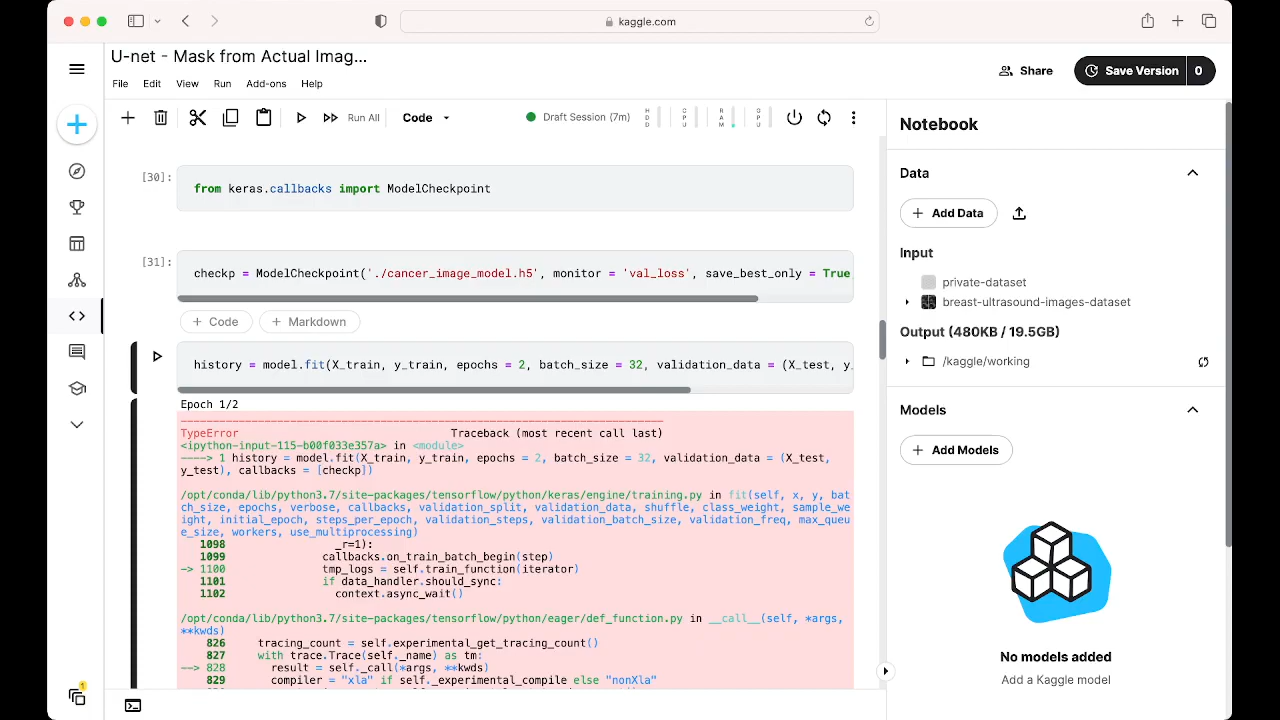 kaggle.com
U-net - Mask from Actual Imag...
File Edit View Run Add-ons Help
Share
Save Version 0
Run All
Code
Draft Session (7m)
HDD
CPU
RAM
GPU
Notebook
[30]:
from keras.callbacks import ModelCheckpoint
[31]:
checkp = ModelCheckpoint('./cancer_image_model.h5', monitor = 'val_loss', save_best_only = True
+ Code
+ Markdown
history = model.fit(X_train, y_train, epochs = 2, batch_size = 32, validation_data = (X_test, y_
Epoch 1/2
TypeError Traceback (most recent call last)
<ipython-input-115-b00f033e357a> in <module>
----> 1 history = model.fit(X_train, y_train, epochs = 2, batch_size = 32, validation_data = (X_test,
y_test), callbacks = [checkp])
/opt/conda/lib/python3.7/site-packages/tensorflow/python/keras/engine/training.py in fit(self, x, y, bat
ch_size, epochs, verbose, callbacks, validation_split, validation_data, shuffle, class_weight, sample_we
ight, initial_epoch, steps_per_epoch, validation_steps, validation_batch_size, validation_freq, max_queu
e_size, workers, use_multiprocessing)
1098 _r=1):
1099 callbacks.on_train_batch_begin(step)
-> 1100 tmp_logs = self.train_function(iterator)
1101 if data_handler.should_sync:
1102 context.async_wait()
/opt/conda/lib/python3.7/site-packages/tensorflow/python/eager/def_function.py in __call__(self, *args,
**kwds)
826 tracing_count = self.experimental_get_tracing_count()
827 with trace.Trace(self._name) as tm:
--> 828 result = self._call(*args, **kwds)
829 compiler = "xla" if self._experimental_compile else "nonXla"
Data
+ Add Data
Input
private-dataset
breast-ultrasound-images-dataset
Output (480KB / 19.5GB)
/kaggle/working
Models
+ Add Models
No models added
Add a Kaggle model
1